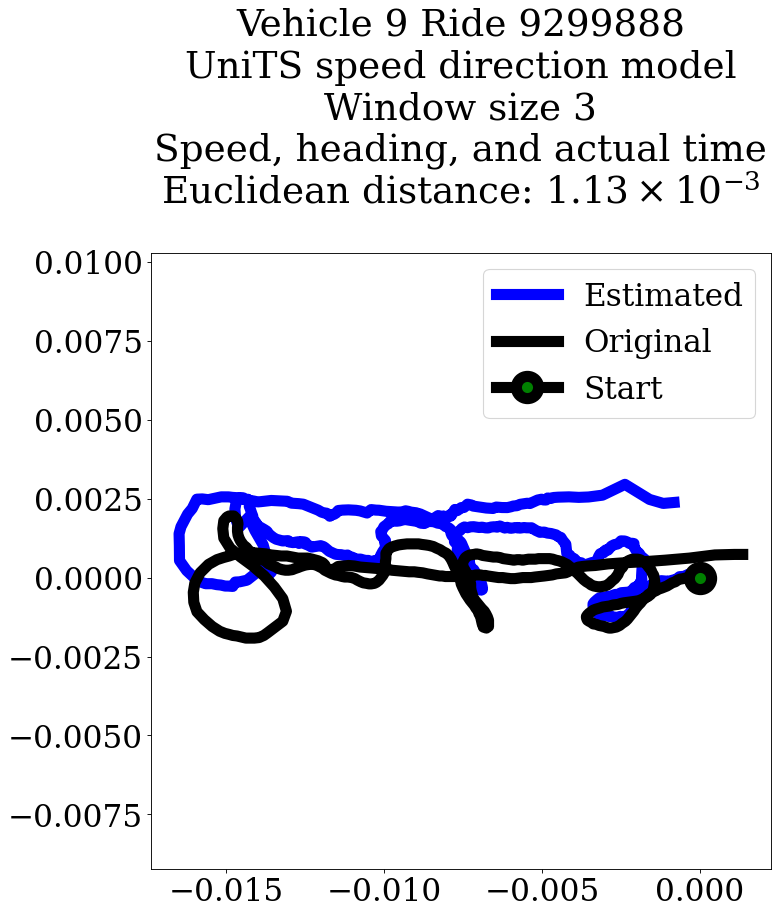 Vehicle 9 Ride 9299888
UniTS speed direction model
Window size 3
Speed, heading, and actual time
Euclidean distance: 1.13 × 10⁻³
Estimated
Original
Start
0.0100
0.0075
0.0050
0.0025
0.0000
−0.0025
−0.0050
−0.0075
−0.015 −0.010 −0.005 0.000